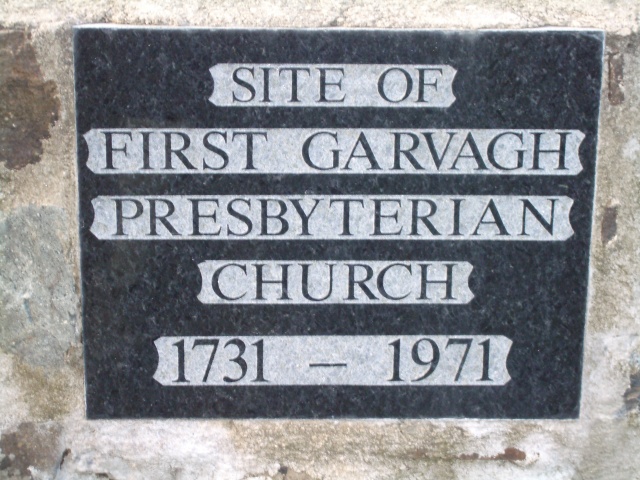 SITE OF
FIRST GARVAGH
PRESBYTERIAN
CHURCH
1731 – 1971